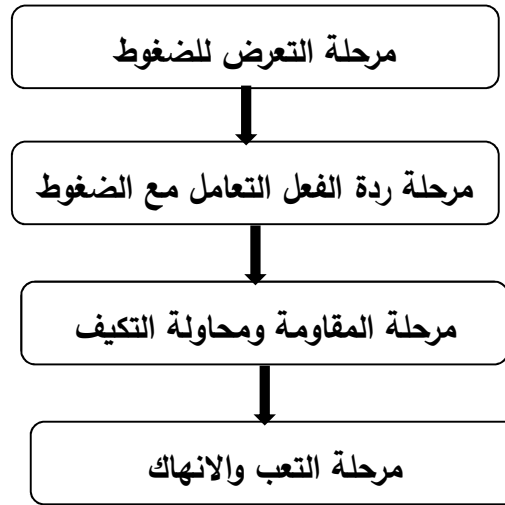 مرحلة التعرض للضغوط
مرحلة ردة الفعل التعامل مع الضغوط
مرحلة المقاومة ومحاولة التكيف
مرحلة التعب والانهاك